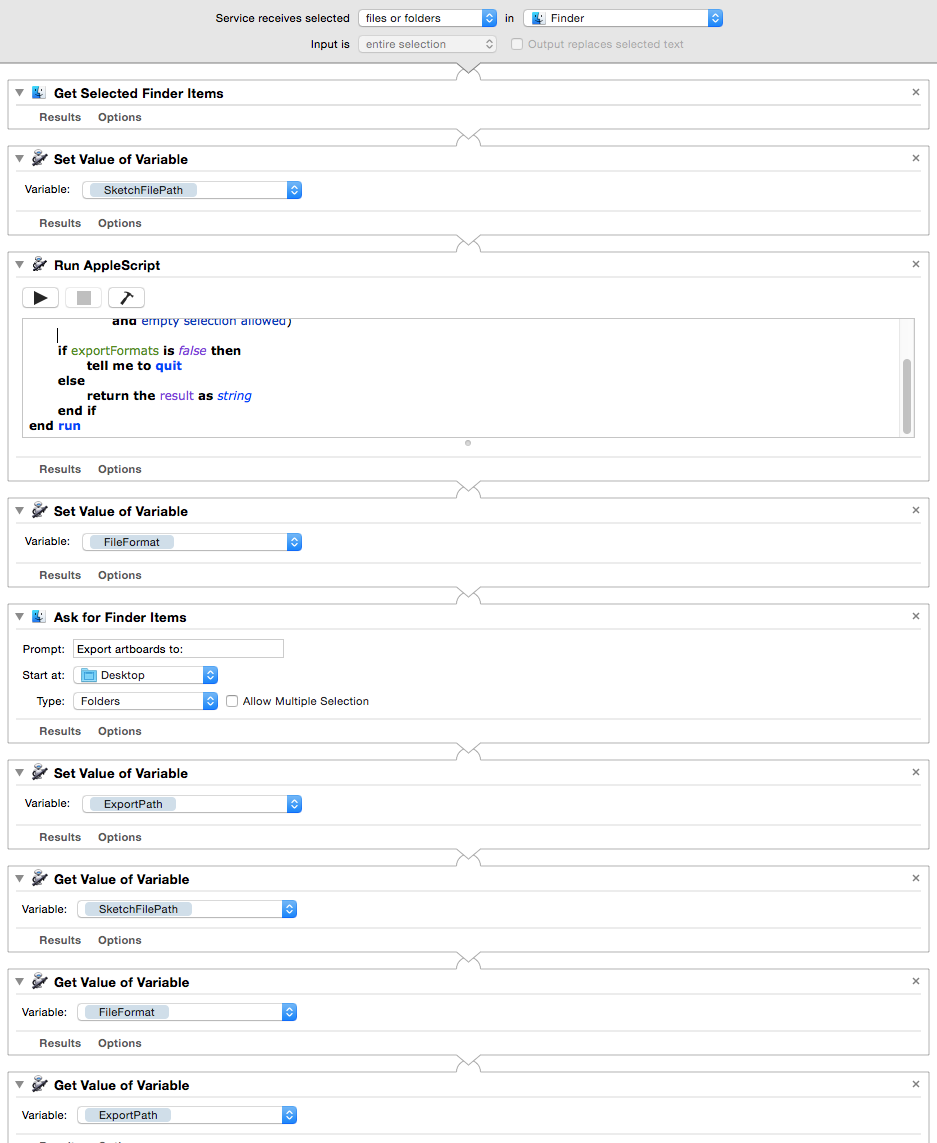 Service receives selected files or folders in Finder
Input is entire selection Output replaces selected text
Get Selected Finder Items
Results Options
Set Value of Variable
Variable: SketchFilePath
Results Options
Run AppleScript
and empty selection allowed)
if exportFormats is false then
tell me to quit
else
return the result as string
end if
end run
Results Options
Set Value of Variable
Variable: FileFormat
Results Options
Ask for Finder Items
Prompt: Export artboards to:
Start at: Desktop
Type: Folders Allow Multiple Selection
Results Options
Set Value of Variable
Variable: ExportPath
Results Options
Get Value of Variable
Variable: SketchFilePath
Results Options
Get Value of Variable
Variable: FileFormat
Results Options
Get Value of Variable
Variable: ExportPath